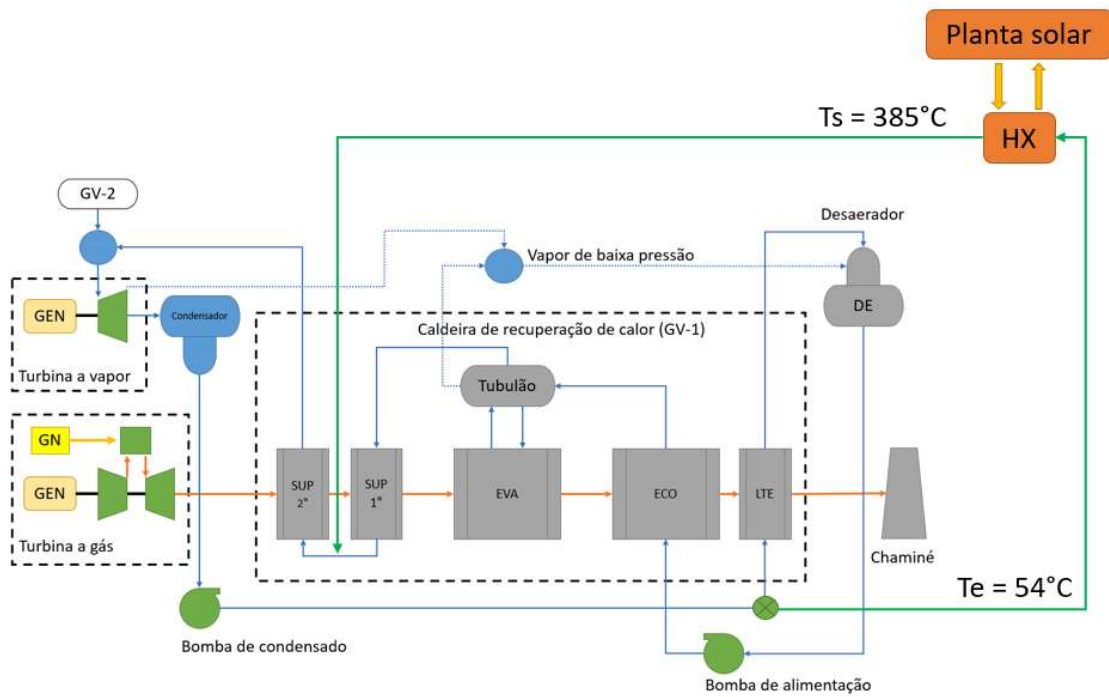 Planta solar
Ts = 385°C
HX
GV-2
Desaerador
Vapor de baixa pressão
GEN
Condensador
DE
Caldeira de recuperação de calor (GV-1)
Turbina a vapor
Tubulão
GN
SUP
2°
SUP
1°
EVA
ECO
LTE
GEN
Turbina a gás
Chaminé
Te = 54°C
Bomba de condensado
Bomba de alimentação